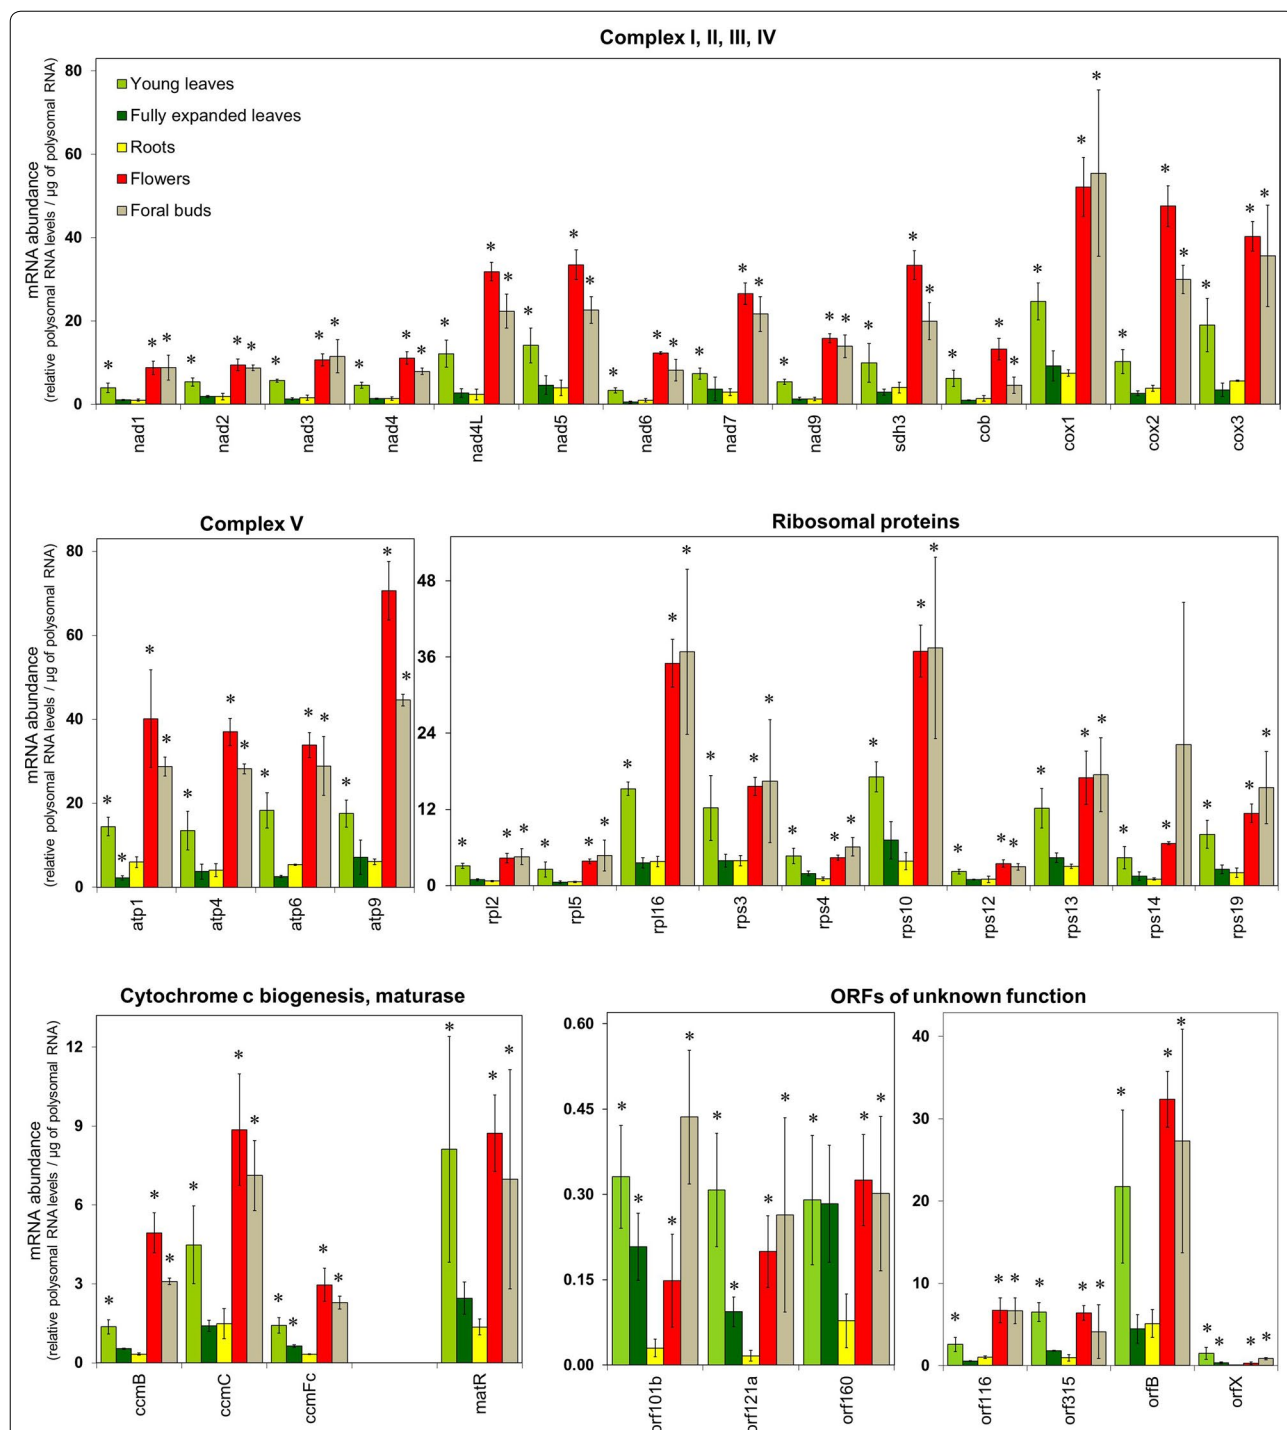 Complex I, II, III, IV
mRNA abundance
(relative polysomal RNA levels / µg of polysomal RNA)
80
60
40
20
0
Young leaves
Fully expanded leaves
Roots
Flowers
Foral buds
* * * * * * * * * * * * * * * * * * * * * * * * * * * * * * * * * * * * * * * * * *
nad1 nad2 nad3 nad4 nad4L nad5 nad6 nad7 nad9 sdh3 cob cox1 cox2 cox3
Complex V
mRNA abundance
(relative polysomal RNA levels / µg of polysomal RNA)
80
60
40
20
0
* * * * * * * * * * * * *
atp1 atp4 atp6 atp9
Ribosomal proteins
48
36
24
12
0
* * * * * * * * * * * * * * * * * * * * * * * * * * * * *
rpl2 rpl5 rpl16 rps3 rps4 rps10 rps12 rps13 rps14 rps19
Cytochrome c biogenesis, maturase
mRNA abundance
(relative polysomal RNA levels / µg of polysomal RNA)
12
9
6
3
0
* * * * * * * * * * * * *
ccmB ccmC ccmFc matR
ORFs of unknown function
0.60
0.45
0.30
0.15
0.00
* * * * * * * * * * *
orf101b orf121a orf160
40
30
20
10
0
* * * * * * * * * * * * *
orf116 orf315 orfB orfX